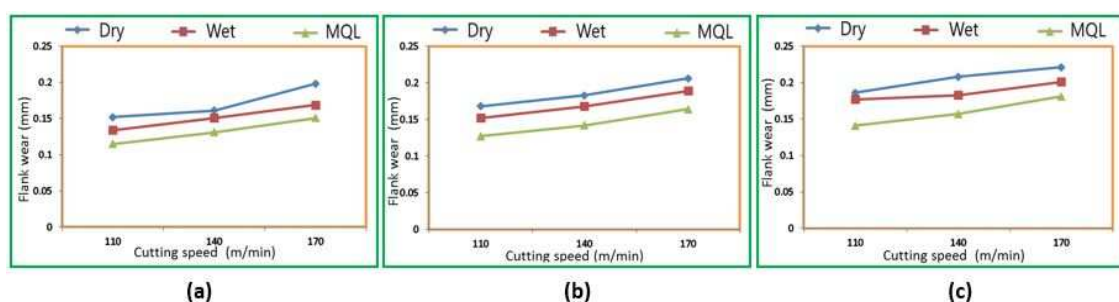 Dry Wet MQL
0.25
0.2
0.15
0.1
0.05
0
Flank wear (mm)
110 140 170
Cutting speed (m/min)
(a)
Dry Wet MQL
0.25
0.2
0.15
0.1
0.05
0
Flank wear (mm)
110 140 170
Cutting speed (m/min)
(b)
Dry Wet MQL
0.25
0.2
0.15
0.1
0.05
0
Flank wear (mm)
110 140 170
Cutting speed (m/min)
(c)